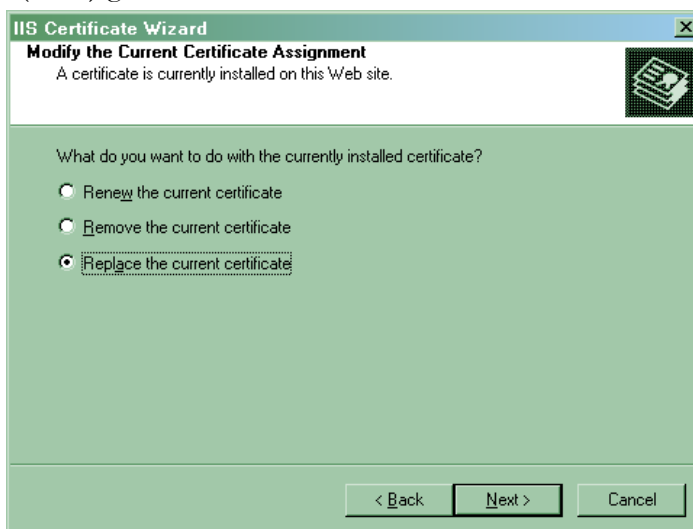 IIS Certificate Wizard
Modify the Current Certificate Assignment
A certificate is currently installed on this Web site.
What do you want to do with the currently installed certificate?
Renew the current certificate
Remove the current certificate
Replace the current certificate
< Back Next > Cancel